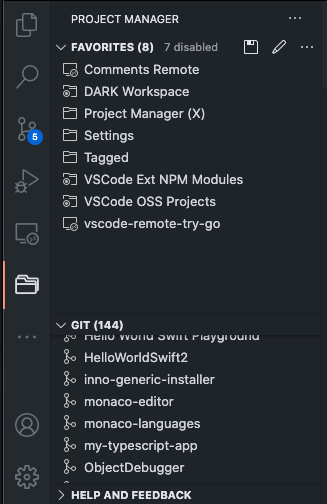 PROJECT MANAGER
FAVORITES (8) 7 disabled
Comments Remote
DARK Workspace
Project Manager (X)
Settings
Tagged
VSCode Ext NPM Modules
VSCode OSS Projects
vscode-remote-try-go
5
GIT (144)
Hello World Swift Playground
HelloWorldSwift2
inno-generic-installer
monaco-editor
monaco-languages
my-typescript-app
ObjectDebugger
HELP AND FEEDBACK